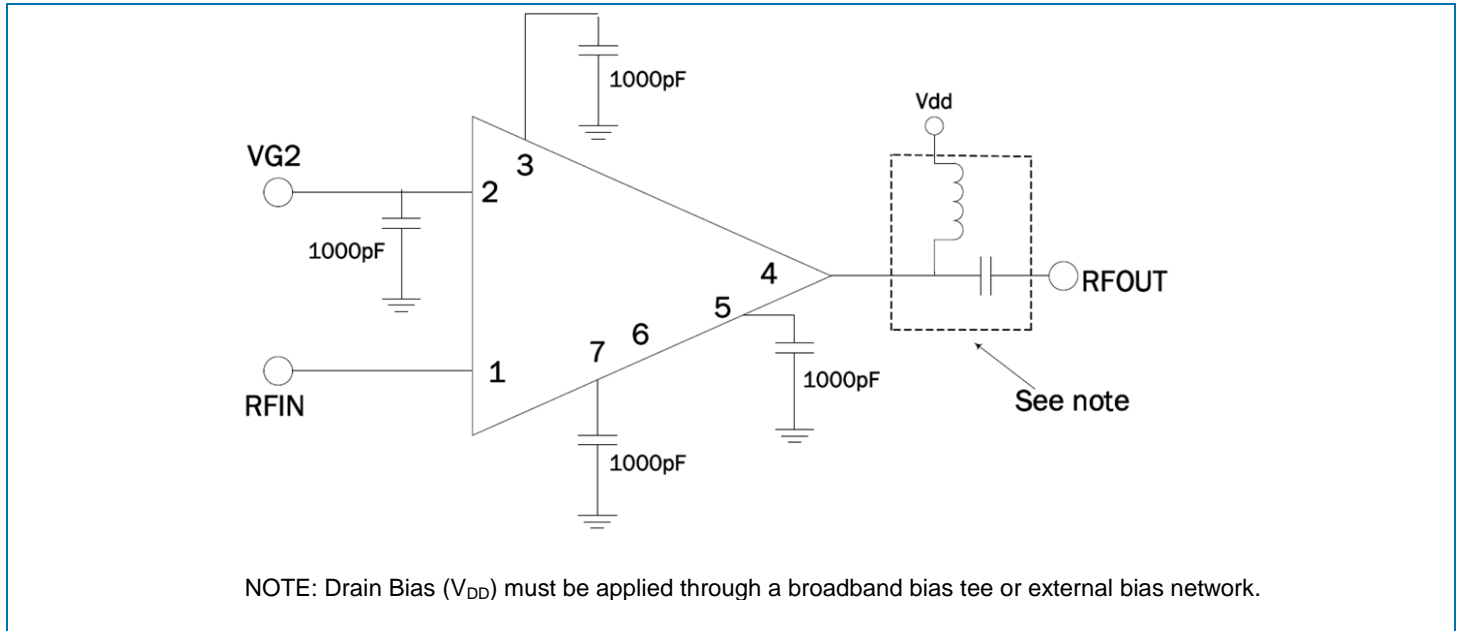 1000pF
Vdd
VG2
3
2
1000pF
4
RFOUT
5
6
7
1
1000pF
RFIN
See note
1000pF
NOTE: Drain Bias (VDD) must be applied through a broadband bias tee or external bias network.